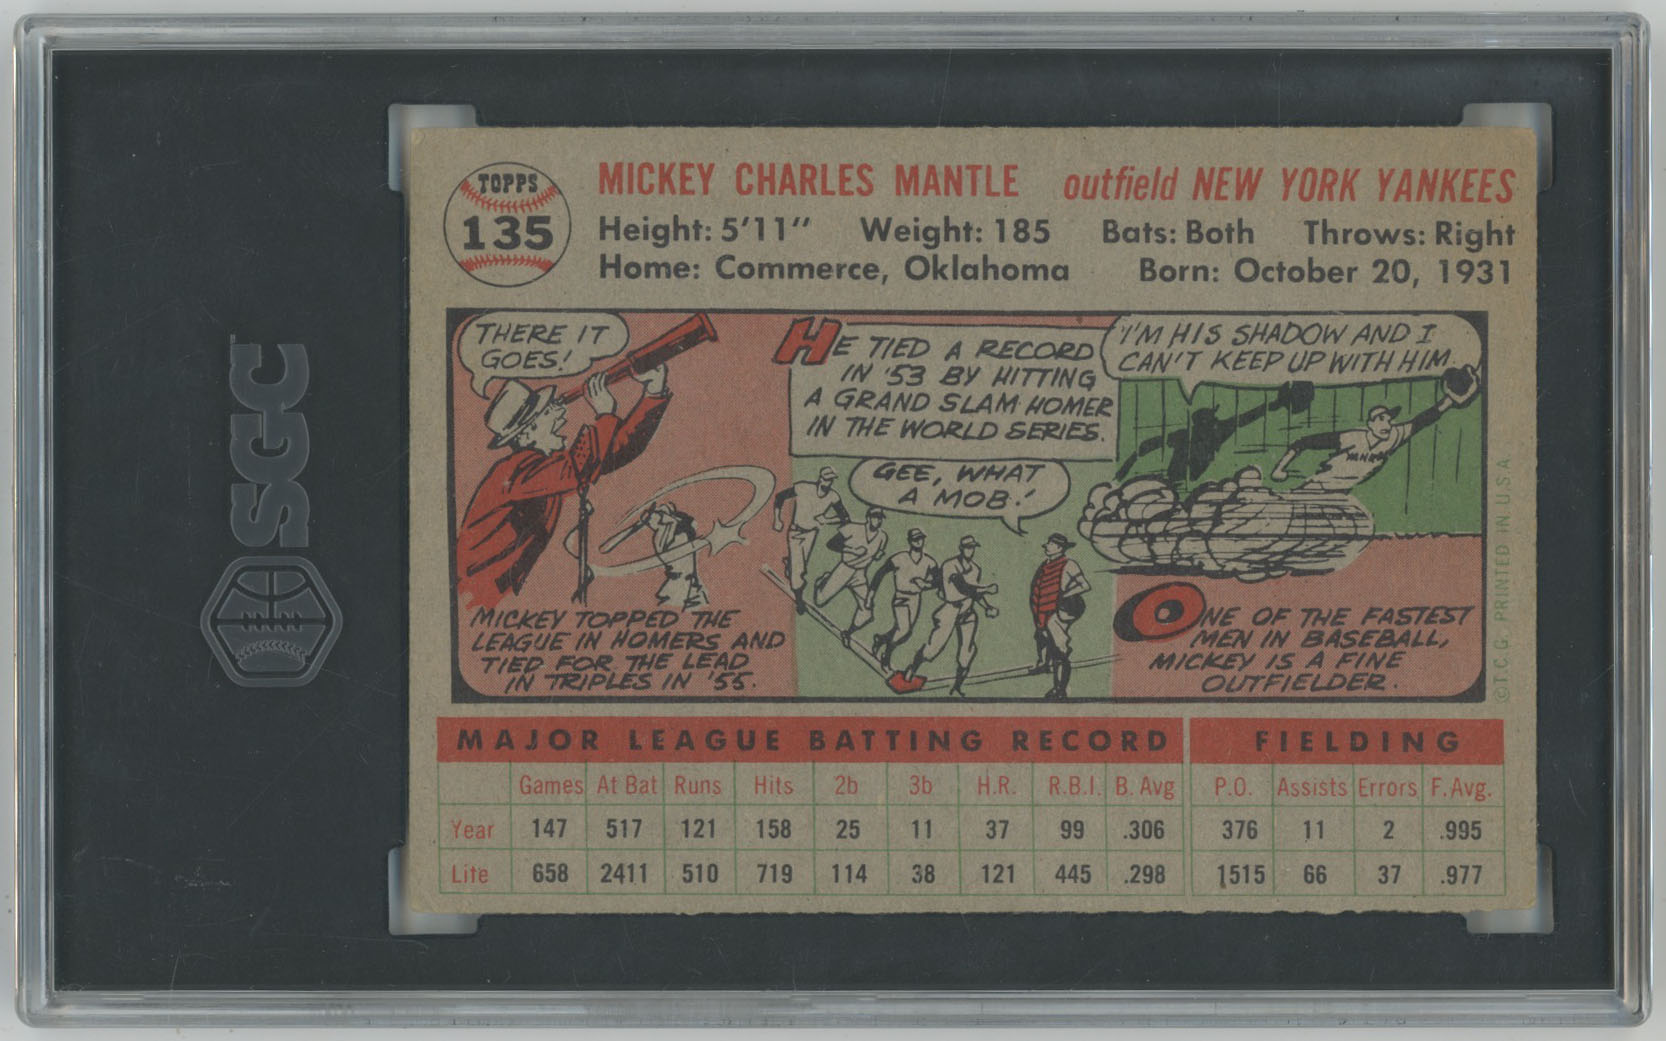 TOPPS
135
MICKEY CHARLES MANTLE outfield NEW YORK YANKEES
Height: 5'11" Weight: 185 Bats: Both Throws: Right
Home: Commerce, Oklahoma Born: October 20, 1931
THERE IT
GOES!
MICKEY TOPPED THE
LEAGUE IN HOMERS AND
TIED FOR THE LEAD
IN TRIPLES IN '55.
HE TIED A RECORD
IN '53 BY HITTING
A GRAND SLAM HOMER
IN THE WORLD SERIES.
GEE, WHAT
A MOB!
I'M HIS SHADOW AND I
CAN'T KEEP UP WITH HIM.
YANKEES
ONE OF THE FASTEST
MEN IN BASEBALL,
MICKEY IS A FINE
OUTFIELDER.
© T.C.G. PRINTED IN U.S.A.
MAJOR LEAGUE BATTING RECORD FIELDING
Games At Bat Runs Hits 2b 3b H.R. R.B.I. B. Avg P.O. Assists Errors F. Avg.
Year 147 517 121 158 25 11 37 99 .306 376 11 2 .995
Life 658 2411 510 719 114 38 121 445 .298 1515 66 37 .977
SGC